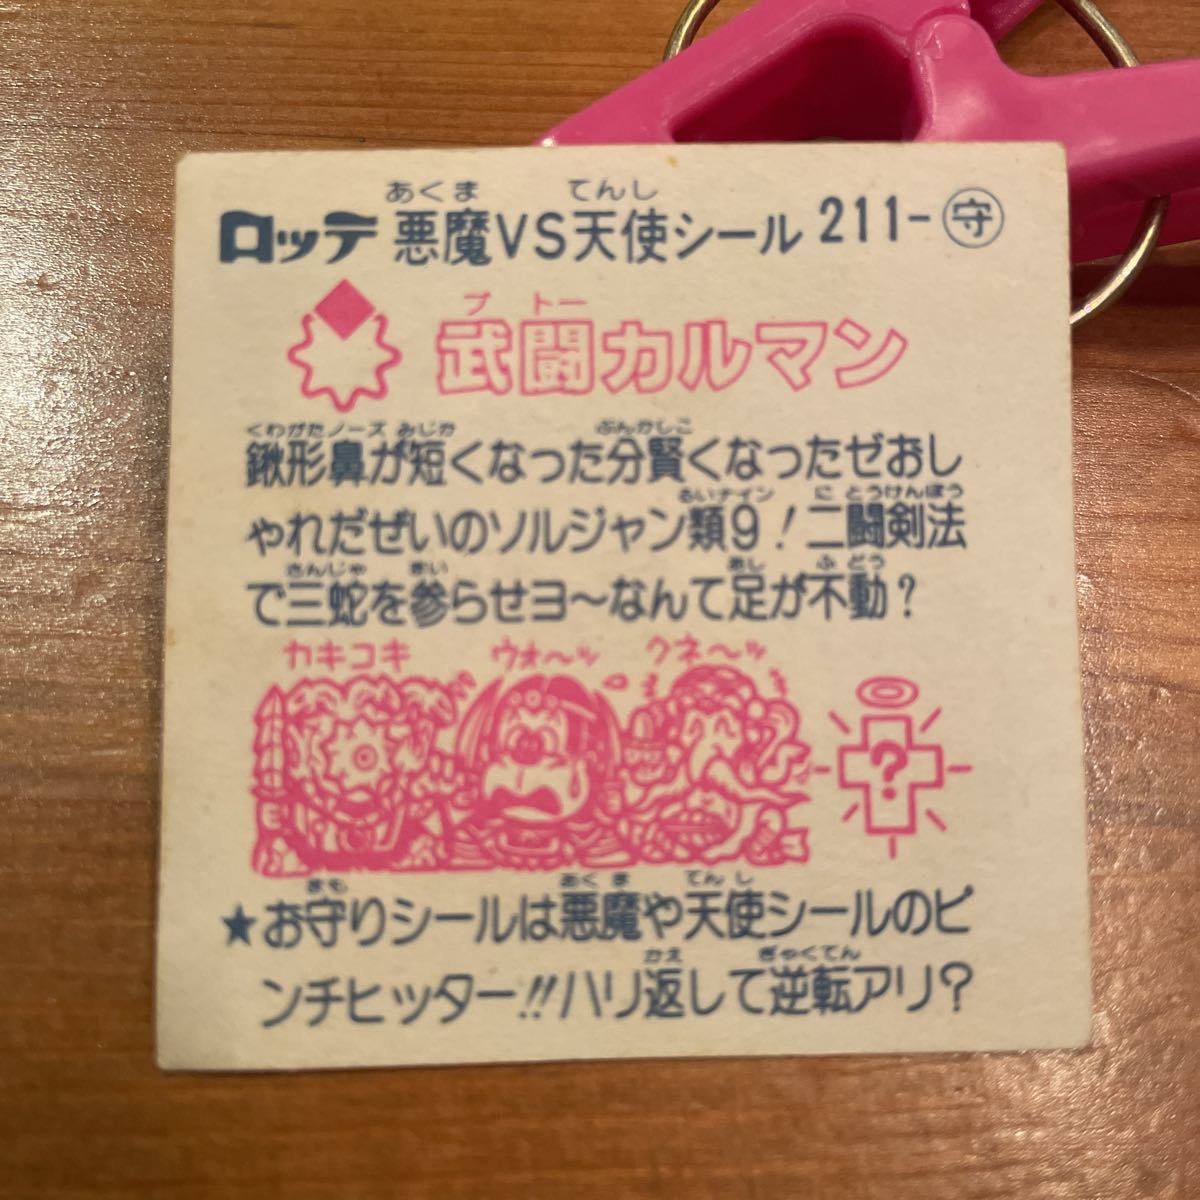 あくま てんし
ロッテ 悪魔VS天使シール 211-守
ブトー
武闘カルマン
くわがたノーズ みじか ぶんかしこ
鍬形鼻が短くなった分賢くなったゼおし
るいナイン にとうけんぽう
ゃれだぜぃのソルジャン類9!二闘剣法
さんじゃ まい あし ふどう
で三蛇を参らせヨ〜なんて足が不動?
カキコキ ウォ〜ッ クネ〜ッ
?
まも あくま てんし
★お守りシールは悪魔や天使シールのピ
かえ ぎゃくてん
ンチヒッター!!ハリ返して逆転アリ?